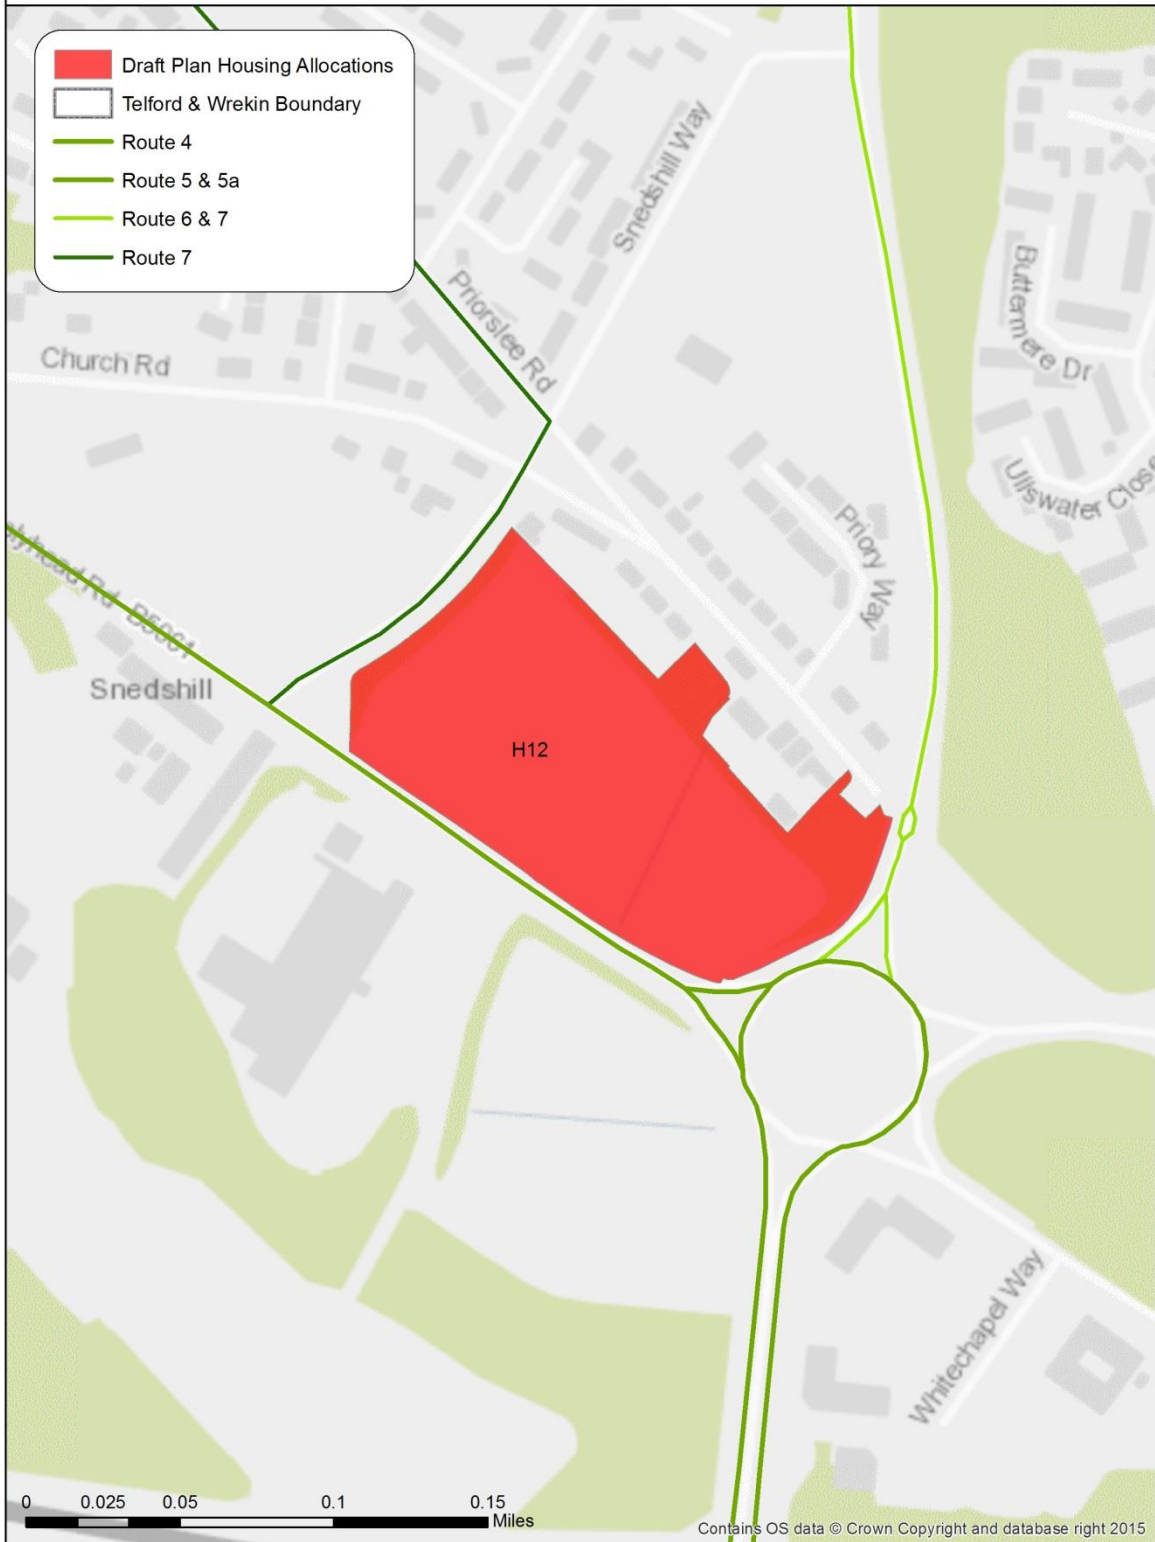 Draft Plan Housing Allocations
Telford & Wrekin Boundary
Route 4
Route 5 & 5a
Route 6 & 7
Route 7
Snedshill Way
Priorslee Rd
Church Rd
Buttermere Dr
Ullswater Close
Priory Way
Rd B5061
Snedshill
H12
Whitechapel Way
0 0.025 0.05 0.1 0.15
Miles
Contains OS data © Crown Copyright and database right 2015